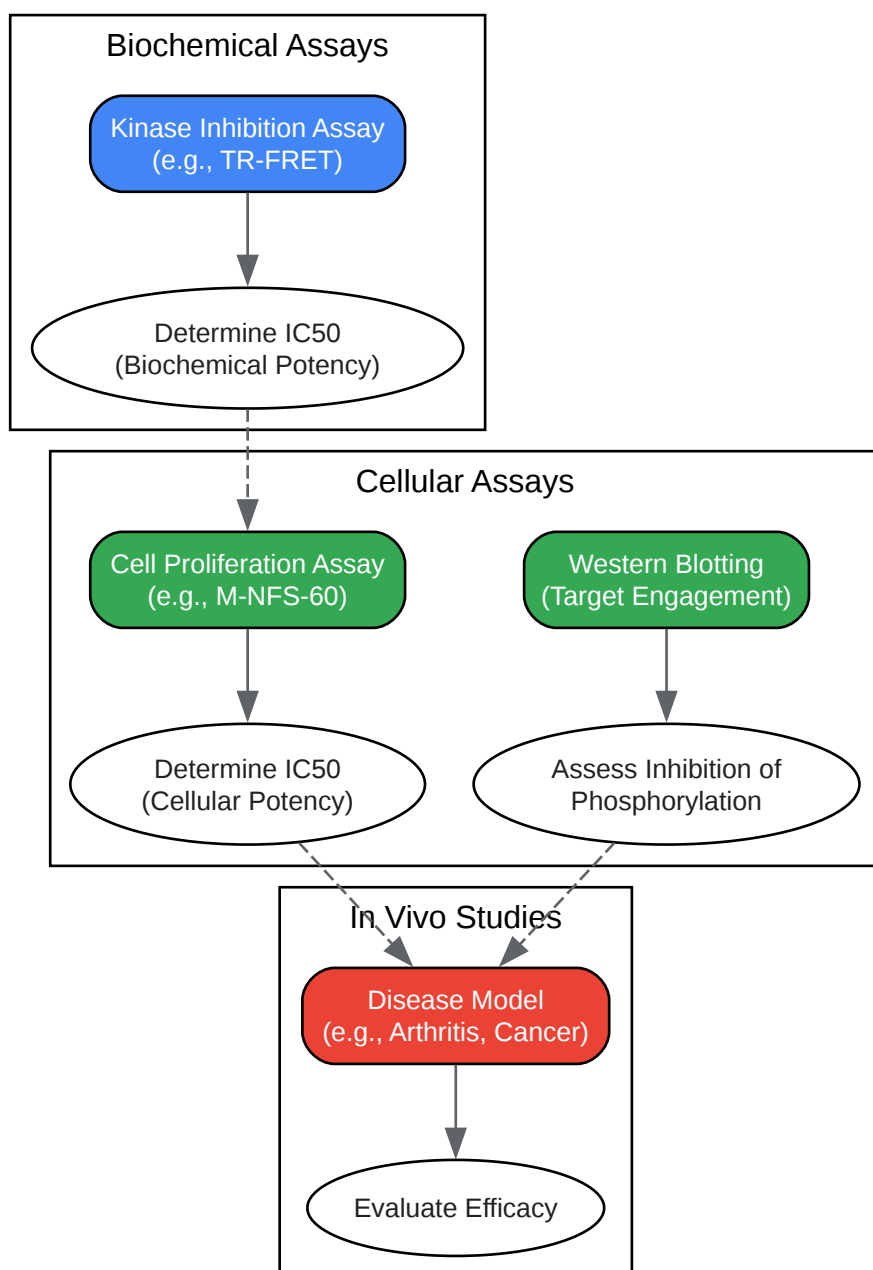 Biochemical Assays
Kinase Inhibition Assay
(e.g., TR-FRET)
Determine IC50
(Biochemical Potency)
Cellular Assays
Cell Proliferation Assay
(e.g., M-NFS-60)
Western Blotting
(Target Engagement)
Determine IC50
(Cellular Potency)
Assess Inhibition of
Phosphorylation
In Vivo Studies
Disease Model
(e.g., Arthritis, Cancer)
Evaluate Efficacy